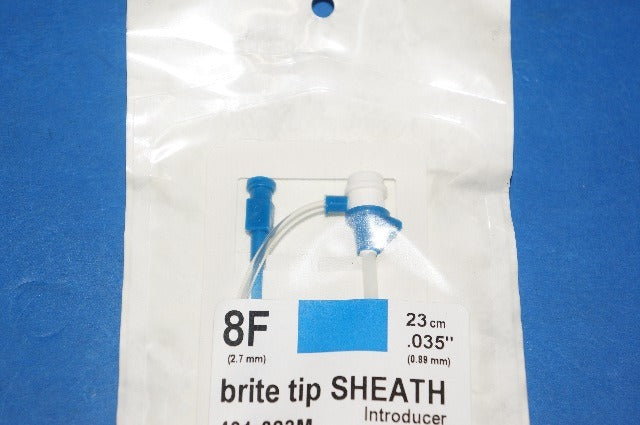 8F
(2.7 mm)
23 cm
.035"
(0.89 mm)
brite tip SHEATH
Introducer